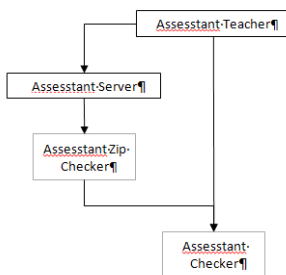 Assesstant·Teacher¶
Assesstant·Server¶
Assesstant·Zip·
Checker¶
Assesstant·
Checker¶